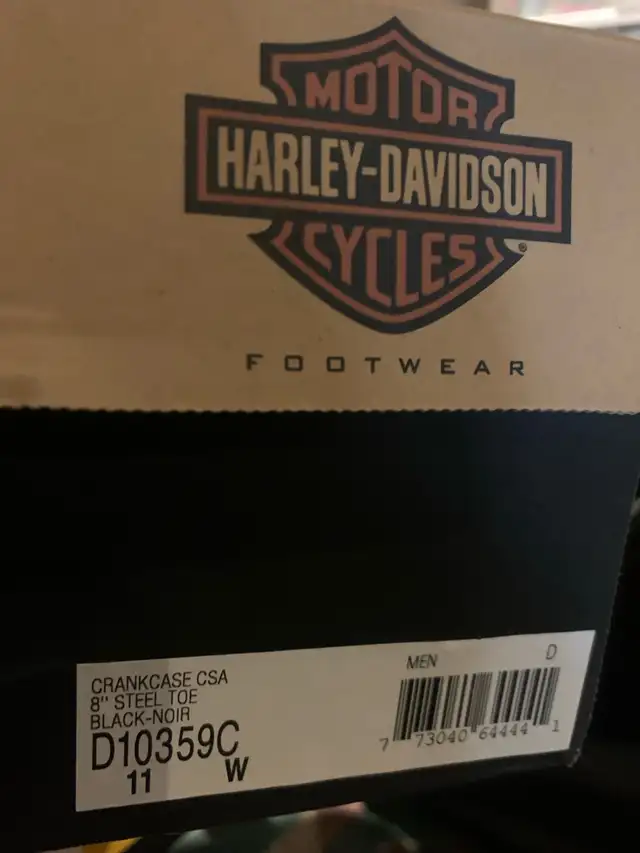 MOTOR
HARLEY-DAVIDSON
CYCLES
®
FOOTWEAR
CRANKCASE CSA
8" STEEL TOE
BLACK-NOIR
D10359C
11 W
MEN D
7 73040 64444 1